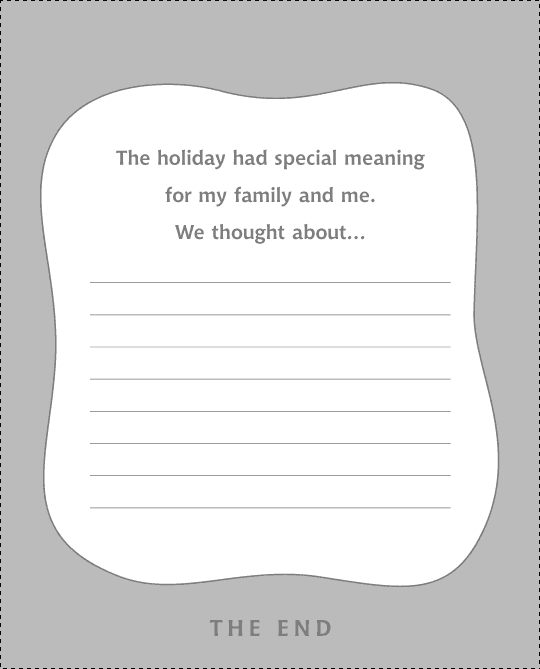 The holiday had special meaning
for my family and me.
We thought about...
THE END